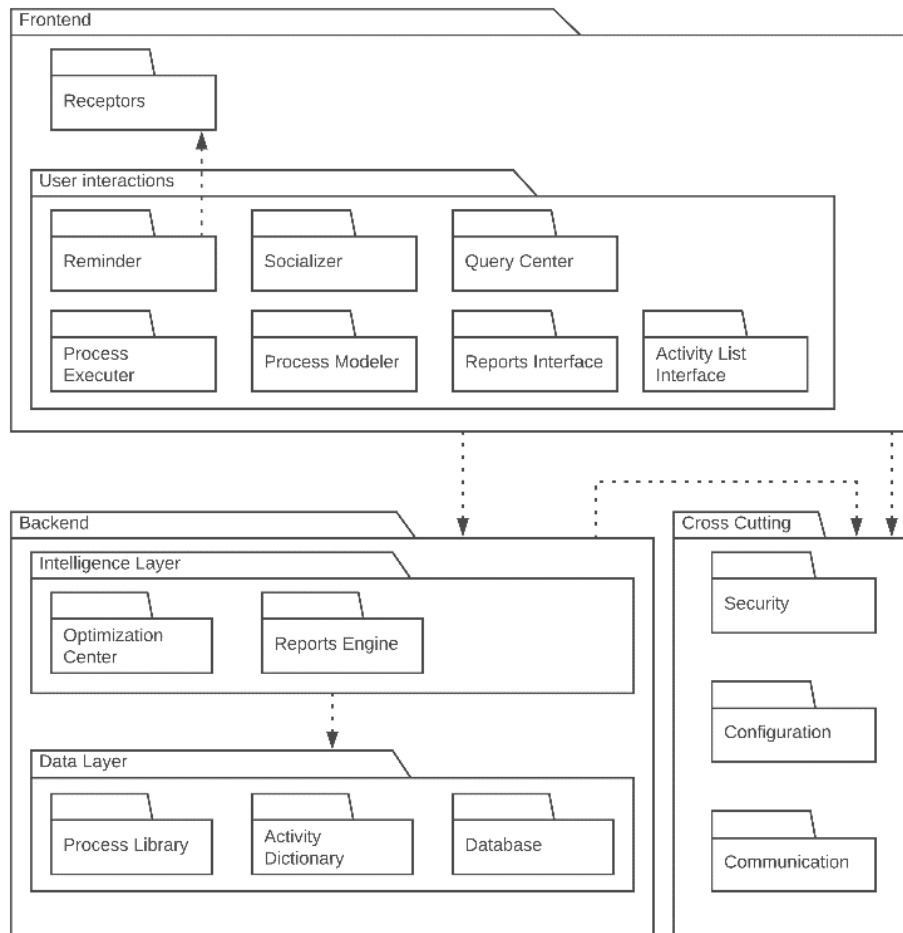 Frontend
Receptors
User interactions
Reminder
Socializer
Query Center
Process
Executer
Process Modeler
Reports Interface
Activity List
Interface
Backend
Cross Cutting
Intelligence Layer
Security
Optimization
Center
Reports Engine
Configuration
Data Layer
Process Library
Activity
Dictionary
Database
Communication